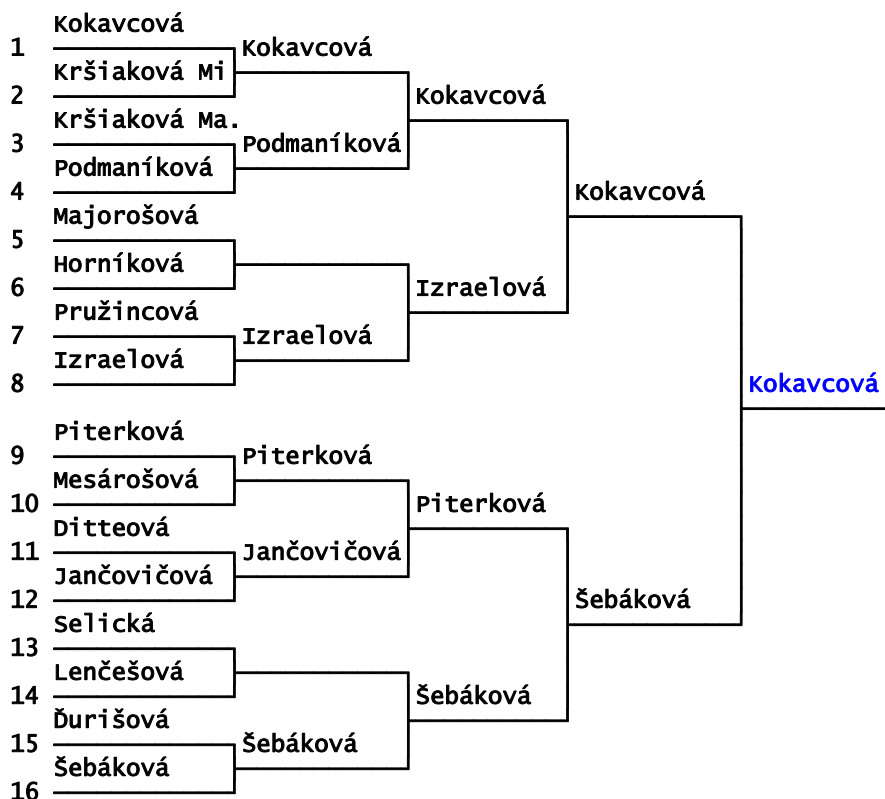 Kokavcová
1
Kokavcová
Kršiaková Mi
2
Kokavcová
Kršiaková Ma.
3
Podmaníková
Podmaníková
4
Kokavcová
Majorošová
5
Horníková
6
Izraelová
Pružincová
7
Izraelová
Izraelová
8
Kokavcová
Piterková
9
Piterková
Mesárošová
10
Piterková
Ditteová
11
Jančovičová
Jančovičová
12
Šebáková
Selická
13
Lenčešová
14
Šebáková
Ďurišová
15
Šebáková
Šebáková
16